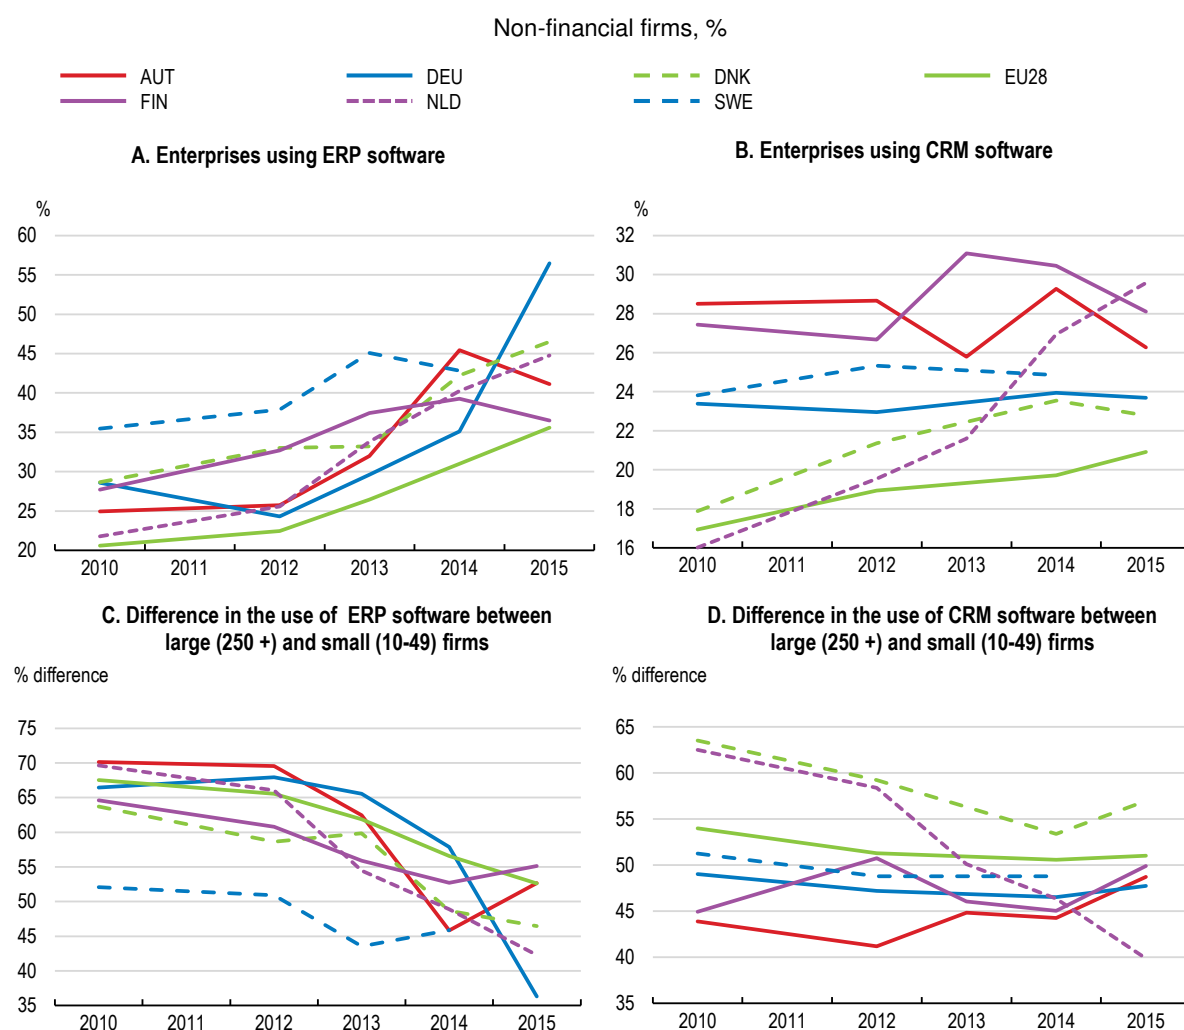 Non-financial firms, %
AUT DEU DNK EU28
FIN NLD SWE
A. Enterprises using ERP software
%
60
55
50
45
40
35
30
25
20
2010 2011 2012 2013 2014 2015
B. Enterprises using CRM software
%
32
30
28
26
24
22
20
18
16
2010 2011 2012 2013 2014 2015
C. Difference in the use of ERP software between
large (250 +) and small (10-49) firms
% difference
75
70
65
60
55
50
45
40
35
2010 2011 2012 2013 2014 2015
D. Difference in the use of CRM software between
large (250 +) and small (10-49) firms
% difference
65
60
55
50
45
40
35
2010 2011 2012 2013 2014 2015